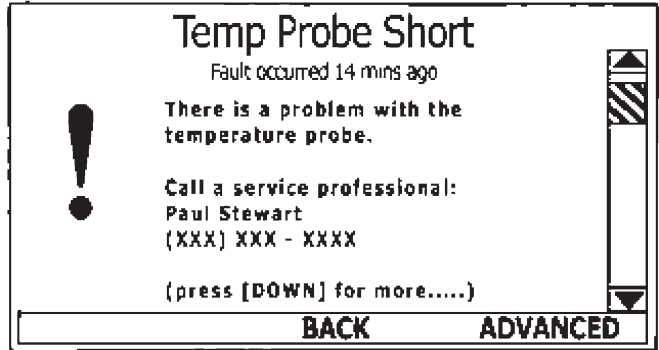 Temp Probe Short
Fault occurred 14 mins ago
There is a problem with the
temperature probe.
Call a service professional:
Paul Stewart
(XXX) XXX - XXXX
(press [DOWN] for more.....)
BACK ADVANCED